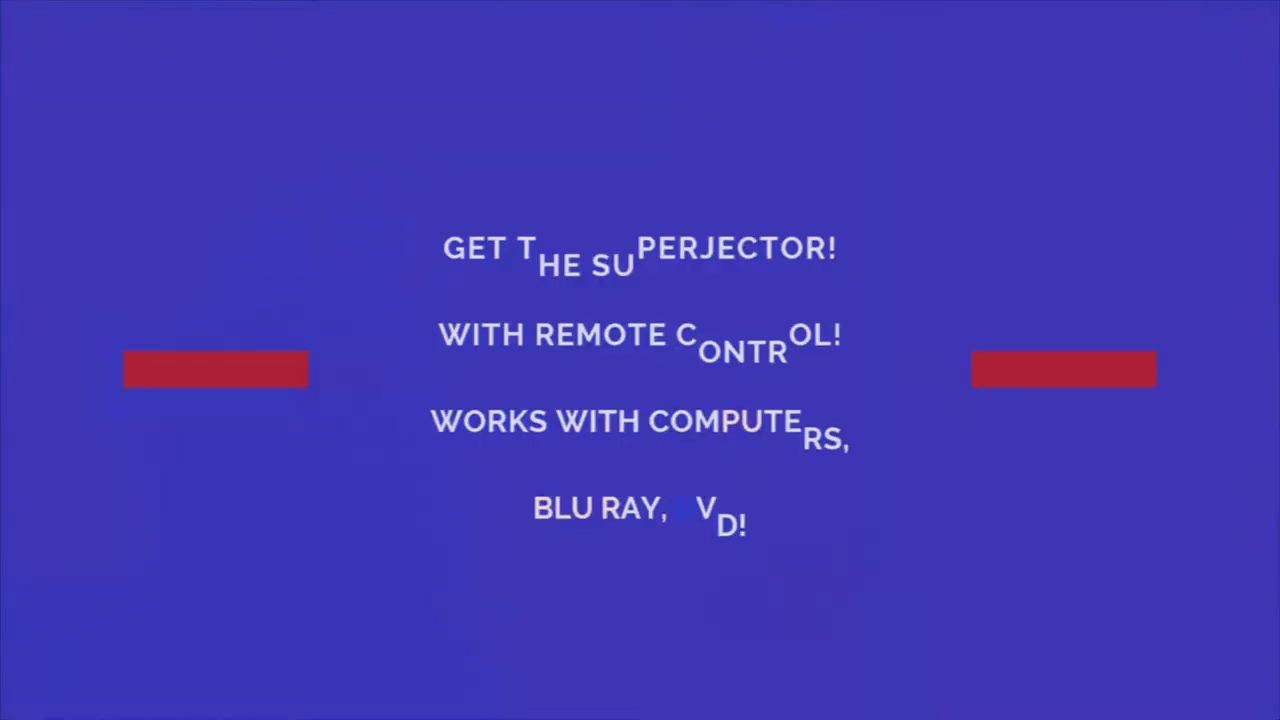 GET THE SUPERJECTOR!
WITH REMOTE CONTROL!
WORKS WITH COMPUTERS,
BLU RAY, VD!